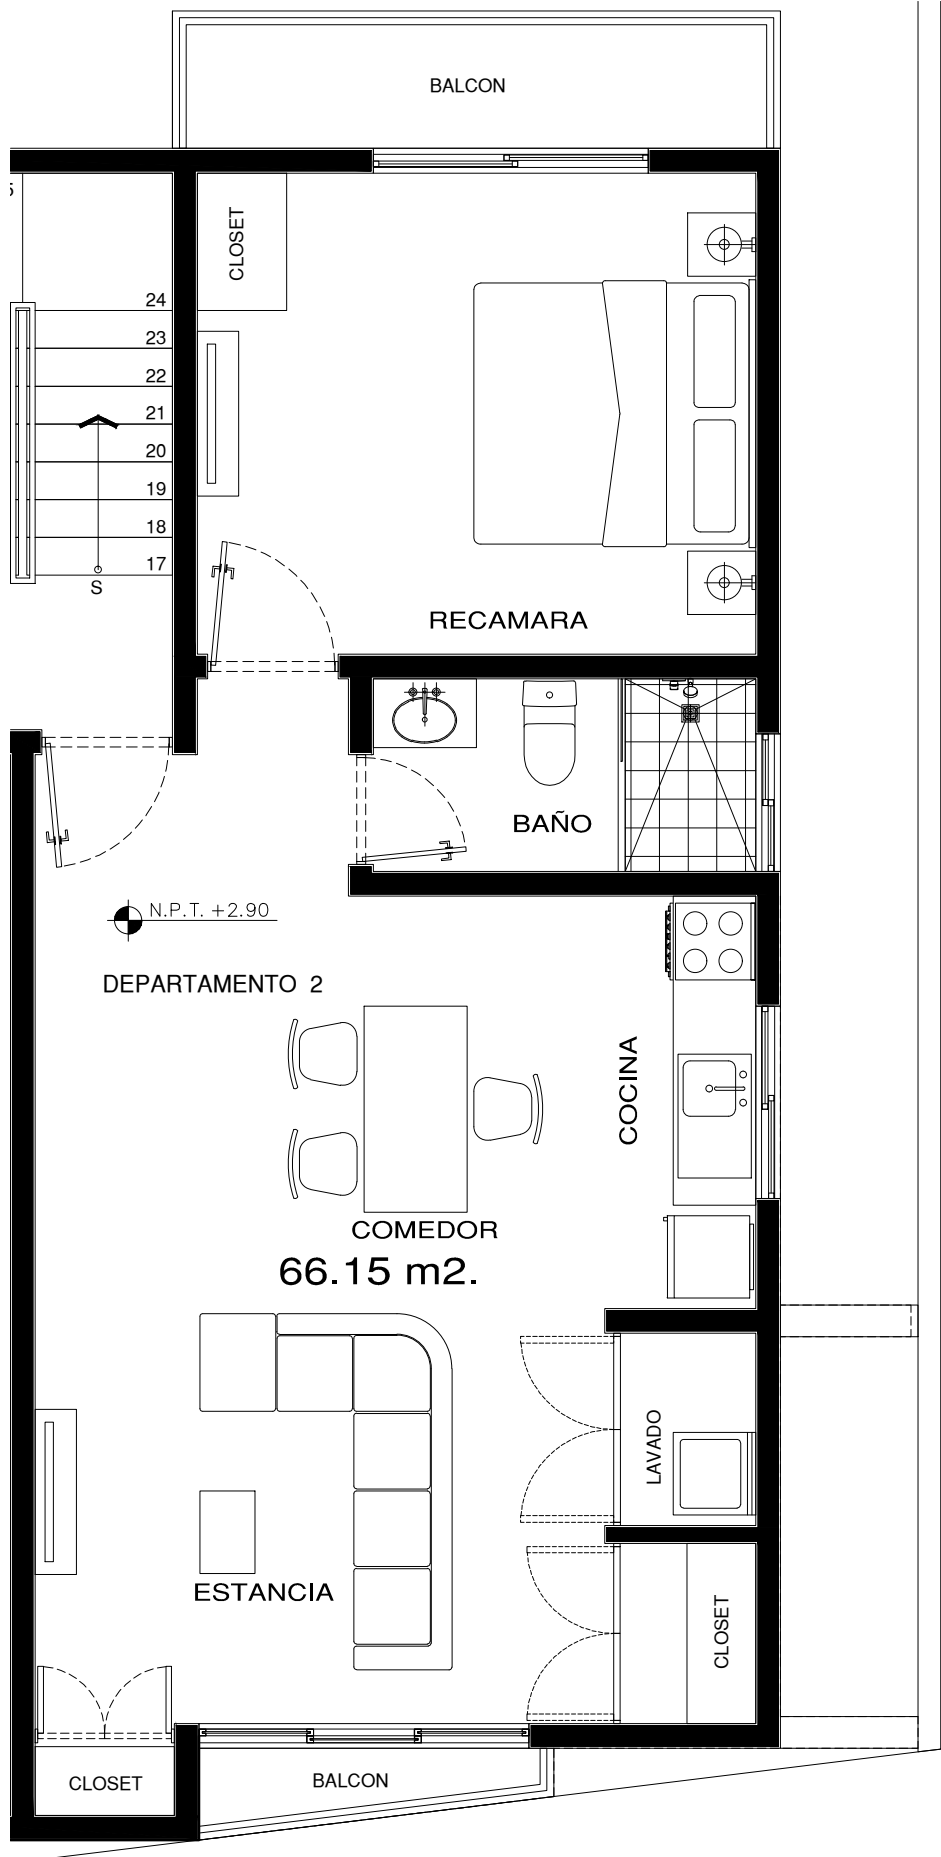 BALCON
CLOSET
24
23
22
21
20
19
18
17
S
RECAMARA
BAÑO
N.P.T. +2.90
DEPARTAMENTO 2
COCINA
COMEDOR
66.15 m2.
LAVADO
ESTANCIA
CLOSET
CLOSET
BALCON